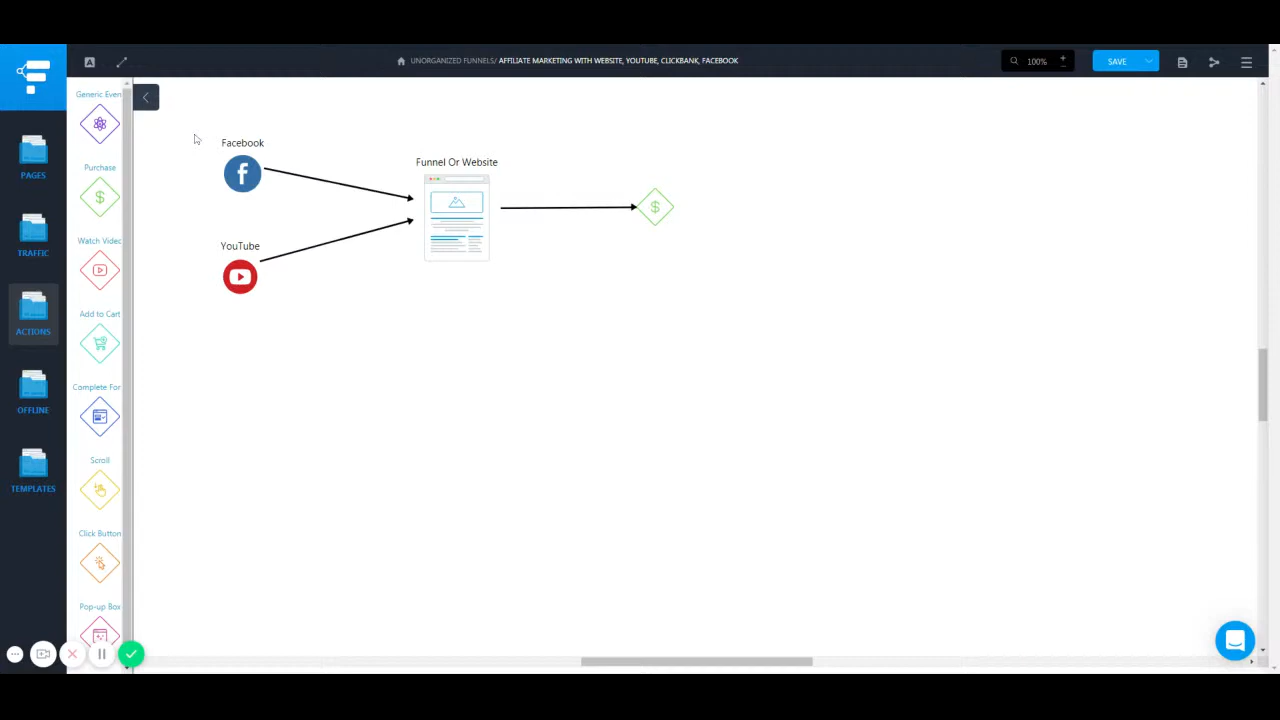 UNORGANIZED FUNNELS/ AFFILIATE MARKETING WITH WEBSITE, YOUTUBE, CLICKBANK, FACEBOOK
100%
SAVE
PAGES
TRAFFIC
ACTIONS
OFFLINE
TEMPLATES
Generic Even
Purchase
Watch Videc
Add to Cart
Complete For
Scroll
Click Button
Pop-up Box
Facebook
YouTube
Funnel Or Website